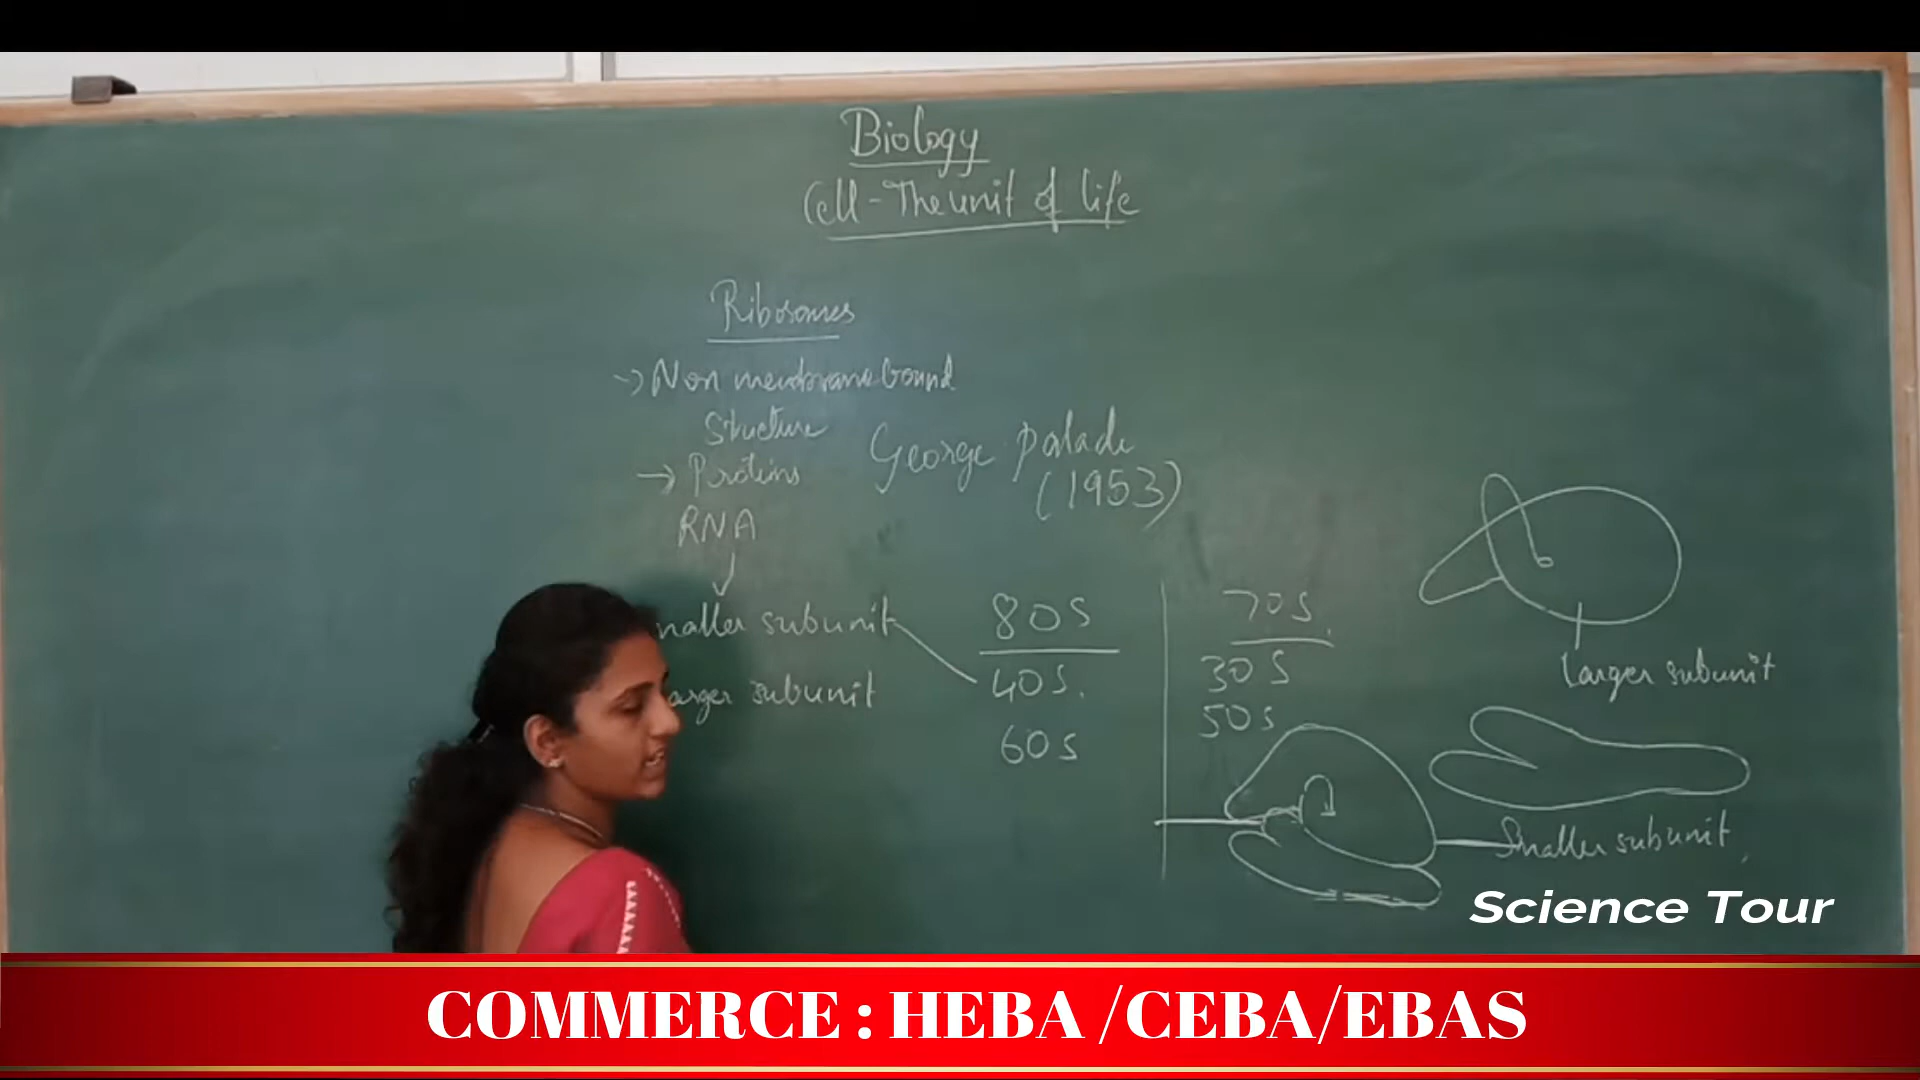 Biology
Cell - The unit of life
Ribosomes
-> Non membrane bound
Structure
George Palade
-> Protins
(1953)
RNA
maller subunit
80S
70S.
40S.
30S
Larger subunit
arger subunit
50S
60S
Smaller subunit,
Science Tour
COMMERCE : HEBA /CEBA/EBAS